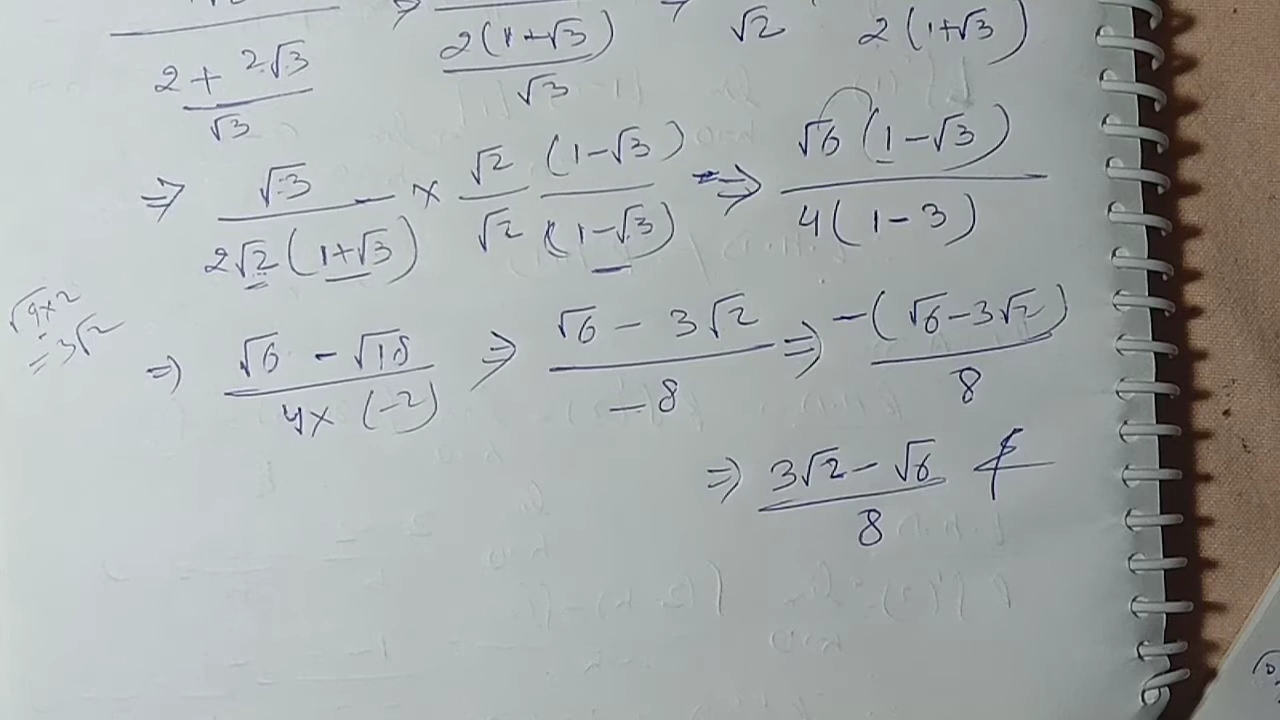 2 + 2√3 / √3 ⇒ 2(1+√3) / √3 ⇒ √2 2(1+√3)
⇒ √3 / 2√2(1+√3) × √2/√2 (1-√3)/(1-√3) ⇒ √6(1-√3) / 4(1-3)
√9×2
= 3√2
⇒ √6 - √18 / 4×(-2) ⇒ √6 - 3√2 / -8 ⇒ -(√6-3√2) / 8
⇒ 3√2 - √6 / 8